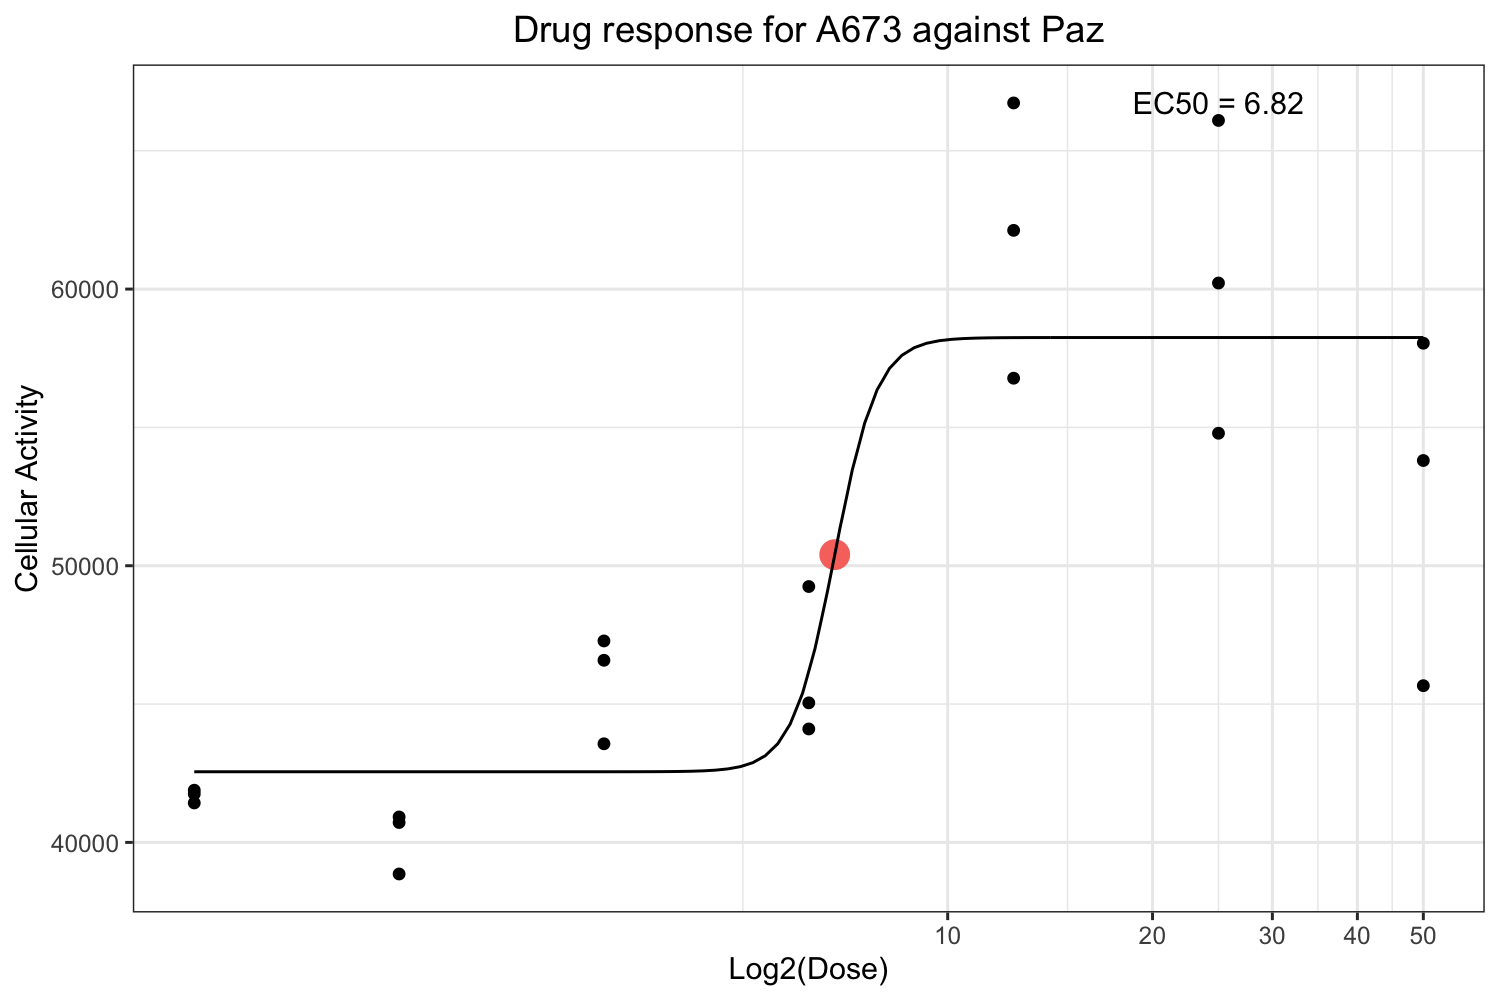 Drug response for A673 against Paz
EC50 = 6.82
Cellular Activity
60000
50000
40000
10 20 30 40 50
Log2(Dose)